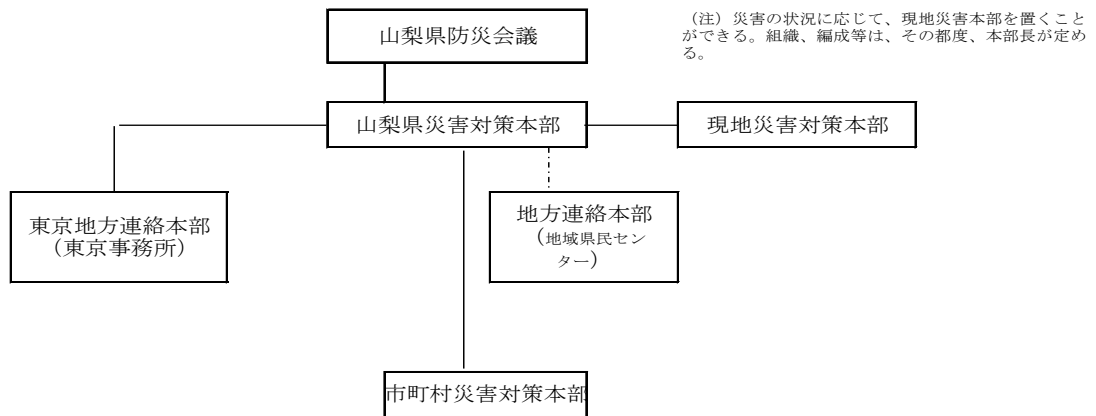 山梨県防災会議
（注）災害の状況に応じて、現地災害本部を置くこと
ができる。組織、編成等は、その都度、本部長が定め
る。
山梨県災害対策本部
現地災害対策本部
東京地方連絡本部
（東京事務所）
地方連絡本部
（地域県民セン
ター）
市町村災害対策本部